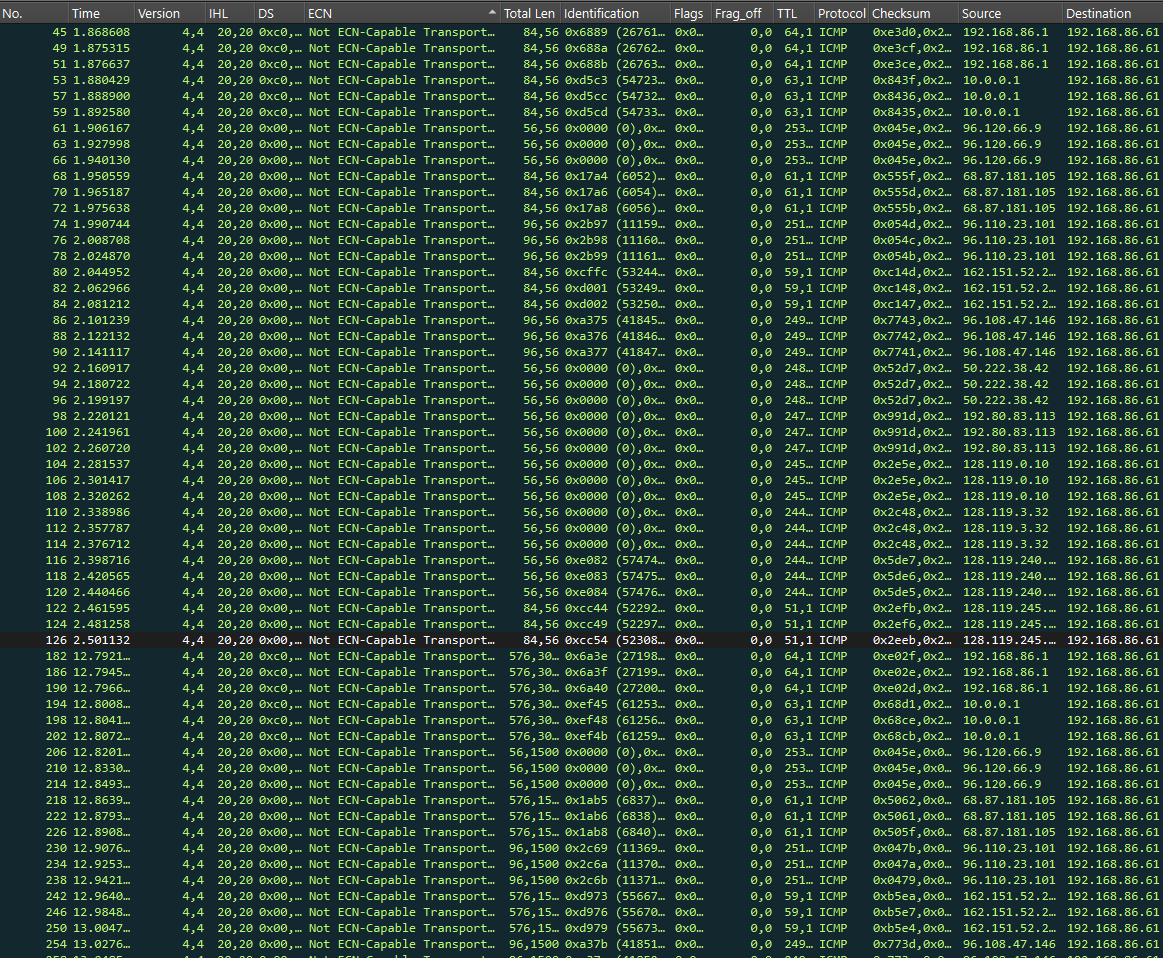 No. Time Version IHL DS ECN Total Len Identification Flags Frag_off TTL Protocol Checksum Source Destination
45 1.868608 4,4 20,20 0xc0,… Not ECN-Capable Transport… 84,56 0x6889 (26761… 0x0… 0,0 64,1 ICMP 0xe3d0,0x2… 192.168.86.1 192.168.86.61
49 1.875315 4,4 20,20 0xc0,… Not ECN-Capable Transport… 84,56 0x688a (26762… 0x0… 0,0 64,1 ICMP 0xe3cf,0x2… 192.168.86.1 192.168.86.61
51 1.876637 4,4 20,20 0xc0,… Not ECN-Capable Transport… 84,56 0x688b (26763… 0x0… 0,0 64,1 ICMP 0xe3ce,0x2… 192.168.86.1 192.168.86.61
53 1.880429 4,4 20,20 0xc0,… Not ECN-Capable Transport… 84,56 0xd5c3 (54723… 0x0… 0,0 63,1 ICMP 0x843f,0x2… 10.0.0.1 192.168.86.61
57 1.888900 4,4 20,20 0xc0,… Not ECN-Capable Transport… 84,56 0xd5cc (54732… 0x0… 0,0 63,1 ICMP 0x8436,0x2… 10.0.0.1 192.168.86.61
59 1.892580 4,4 20,20 0xc0,… Not ECN-Capable Transport… 84,56 0xd5cd (54733… 0x0… 0,0 63,1 ICMP 0x8435,0x2… 10.0.0.1 192.168.86.61
61 1.906167 4,4 20,20 0x00,… Not ECN-Capable Transport… 56,56 0x0000 (0),0x… 0x0… 0,0 253… ICMP 0x045e,0x2… 96.120.66.9 192.168.86.61
63 1.927998 4,4 20,20 0x00,… Not ECN-Capable Transport… 56,56 0x0000 (0),0x… 0x0… 0,0 253… ICMP 0x045e,0x2… 96.120.66.9 192.168.86.61
66 1.940130 4,4 20,20 0x00,… Not ECN-Capable Transport… 56,56 0x0000 (0),0x… 0x0… 0,0 253… ICMP 0x045e,0x2… 96.120.66.9 192.168.86.61
68 1.950559 4,4 20,20 0x00,… Not ECN-Capable Transport… 84,56 0x17a4 (6052)… 0x0… 0,0 61,1 ICMP 0x555f,0x2… 68.87.181.105 192.168.86.61
70 1.965187 4,4 20,20 0x00,… Not ECN-Capable Transport… 84,56 0x17a6 (6054)… 0x0… 0,0 61,1 ICMP 0x555d,0x2… 68.87.181.105 192.168.86.61
72 1.975638 4,4 20,20 0x00,… Not ECN-Capable Transport… 84,56 0x17a8 (6056)… 0x0… 0,0 61,1 ICMP 0x555b,0x2… 68.87.181.105 192.168.86.61
74 1.990744 4,4 20,20 0x00,… Not ECN-Capable Transport… 96,56 0x2b97 (11159… 0x0… 0,0 251… ICMP 0x054d,0x2… 96.110.23.101 192.168.86.61
76 2.008708 4,4 20,20 0x00,… Not ECN-Capable Transport… 96,56 0x2b98 (11160… 0x0… 0,0 251… ICMP 0x054c,0x2… 96.110.23.101 192.168.86.61
78 2.024870 4,4 20,20 0x00,… Not ECN-Capable Transport… 96,56 0x2b99 (11161… 0x0… 0,0 251… ICMP 0x054b,0x2… 96.110.23.101 192.168.86.61
80 2.044952 4,4 20,20 0x00,… Not ECN-Capable Transport… 84,56 0xcffc (53244… 0x0… 0,0 59,1 ICMP 0xc14d,0x2… 162.151.52.2… 192.168.86.61
82 2.062966 4,4 20,20 0x00,… Not ECN-Capable Transport… 84,56 0xd001 (53249… 0x0… 0,0 59,1 ICMP 0xc148,0x2… 162.151.52.2… 192.168.86.61
84 2.081212 4,4 20,20 0x00,… Not ECN-Capable Transport… 84,56 0xd002 (53250… 0x0… 0,0 59,1 ICMP 0xc147,0x2… 162.151.52.2… 192.168.86.61
86 2.101239 4,4 20,20 0x00,… Not ECN-Capable Transport… 96,56 0xa375 (41845… 0x0… 0,0 249… ICMP 0x7743,0x2… 96.108.47.146 192.168.86.61
88 2.122132 4,4 20,20 0x00,… Not ECN-Capable Transport… 96,56 0xa376 (41846… 0x0… 0,0 249… ICMP 0x7742,0x2… 96.108.47.146 192.168.86.61
90 2.141117 4,4 20,20 0x00,… Not ECN-Capable Transport… 96,56 0xa377 (41847… 0x0… 0,0 249… ICMP 0x7741,0x2… 96.108.47.146 192.168.86.61
92 2.160917 4,4 20,20 0x00,… Not ECN-Capable Transport… 56,56 0x0000 (0),0x… 0x0… 0,0 248… ICMP 0x52d7,0x2… 50.222.38.42 192.168.86.61
94 2.180722 4,4 20,20 0x00,… Not ECN-Capable Transport… 56,56 0x0000 (0),0x… 0x0… 0,0 248… ICMP 0x52d7,0x2… 50.222.38.42 192.168.86.61
96 2.199197 4,4 20,20 0x00,… Not ECN-Capable Transport… 56,56 0x0000 (0),0x… 0x0… 0,0 248… ICMP 0x52d7,0x2… 50.222.38.42 192.168.86.61
98 2.220121 4,4 20,20 0x00,… Not ECN-Capable Transport… 56,56 0x0000 (0),0x… 0x0… 0,0 247… ICMP 0x991d,0x2… 192.80.83.113 192.168.86.61
100 2.241961 4,4 20,20 0x00,… Not ECN-Capable Transport… 56,56 0x0000 (0),0x… 0x0… 0,0 247… ICMP 0x991d,0x2… 192.80.83.113 192.168.86.61
102 2.260720 4,4 20,20 0x00,… Not ECN-Capable Transport… 56,56 0x0000 (0),0x… 0x0… 0,0 247… ICMP 0x991d,0x2… 192.80.83.113 192.168.86.61
104 2.281537 4,4 20,20 0x00,… Not ECN-Capable Transport… 56,56 0x0000 (0),0x… 0x0… 0,0 245… ICMP 0x2e5e,0x2… 128.119.0.10 192.168.86.61
106 2.301417 4,4 20,20 0x00,… Not ECN-Capable Transport… 56,56 0x0000 (0),0x… 0x0… 0,0 245… ICMP 0x2e5e,0x2… 128.119.0.10 192.168.86.61
108 2.320262 4,4 20,20 0x00,… Not ECN-Capable Transport… 56,56 0x0000 (0),0x… 0x0… 0,0 245… ICMP 0x2e5e,0x2… 128.119.0.10 192.168.86.61
110 2.338986 4,4 20,20 0x00,… Not ECN-Capable Transport… 56,56 0x0000 (0),0x… 0x0… 0,0 244… ICMP 0x2c48,0x2… 128.119.3.32 192.168.86.61
112 2.357787 4,4 20,20 0x00,… Not ECN-Capable Transport… 56,56 0x0000 (0),0x… 0x0… 0,0 244… ICMP 0x2c48,0x2… 128.119.3.32 192.168.86.61
114 2.376712 4,4 20,20 0x00,… Not ECN-Capable Transport… 56,56 0x0000 (0),0x… 0x0… 0,0 244… ICMP 0x2c48,0x2… 128.119.3.32 192.168.86.61
116 2.398716 4,4 20,20 0x00,… Not ECN-Capable Transport… 56,56 0xe082 (57474… 0x0… 0,0 244… ICMP 0x5de7,0x2… 128.119.240.… 192.168.86.61
118 2.420565 4,4 20,20 0x00,… Not ECN-Capable Transport… 56,56 0xe083 (57475… 0x0… 0,0 244… ICMP 0x5de6,0x2… 128.119.240.… 192.168.86.61
120 2.440466 4,4 20,20 0x00,… Not ECN-Capable Transport… 56,56 0xe084 (57476… 0x0… 0,0 244… ICMP 0x5de5,0x2… 128.119.240.… 192.168.86.61
122 2.461595 4,4 20,20 0x00,… Not ECN-Capable Transport… 84,56 0xcc44 (52292… 0x0… 0,0 51,1 ICMP 0x2efb,0x2… 128.119.245.… 192.168.86.61
124 2.481258 4,4 20,20 0x00,… Not ECN-Capable Transport… 84,56 0xcc49 (52297… 0x0… 0,0 51,1 ICMP 0x2ef6,0x2… 128.119.245.… 192.168.86.61
126 2.501132 4,4 20,20 0x00,… Not ECN-Capable Transport… 84,56 0xcc54 (52308… 0x0… 0,0 51,1 ICMP 0x2eeb,0x2… 128.119.245.… 192.168.86.61
182 12.7921… 4,4 20,20 0xc0,… Not ECN-Capable Transport… 576,30… 0x6a3e (27198… 0x0… 0,0 64,1 ICMP 0xe02f,0x2… 192.168.86.1 192.168.86.61
186 12.7945… 4,4 20,20 0xc0,… Not ECN-Capable Transport… 576,30… 0x6a3f (27199… 0x0… 0,0 64,1 ICMP 0xe02e,0x2… 192.168.86.1 192.168.86.61
190 12.7966… 4,4 20,20 0xc0,… Not ECN-Capable Transport… 576,30… 0x6a40 (27200… 0x0… 0,0 64,1 ICMP 0xe02d,0x2… 192.168.86.1 192.168.86.61
194 12.8008… 4,4 20,20 0xc0,… Not ECN-Capable Transport… 576,30… 0xef45 (61253… 0x0… 0,0 63,1 ICMP 0x68d1,0x2… 10.0.0.1 192.168.86.61
198 12.8041… 4,4 20,20 0xc0,… Not ECN-Capable Transport… 576,30… 0xef48 (61256… 0x0… 0,0 63,1 ICMP 0x68ce,0x2… 10.0.0.1 192.168.86.61
202 12.8072… 4,4 20,20 0xc0,… Not ECN-Capable Transport… 576,30… 0xef4b (61259… 0x0… 0,0 63,1 ICMP 0x68cb,0x2… 10.0.0.1 192.168.86.61
206 12.8201… 4,4 20,20 0x00,… Not ECN-Capable Transport… 56,1500 0x0000 (0),0x… 0x0… 0,0 253… ICMP 0x045e,0x0… 96.120.66.9 192.168.86.61
210 12.8330… 4,4 20,20 0x00,… Not ECN-Capable Transport… 56,1500 0x0000 (0),0x… 0x0… 0,0 253… ICMP 0x045e,0x0… 96.120.66.9 192.168.86.61
214 12.8493… 4,4 20,20 0x00,… Not ECN-Capable Transport… 56,1500 0x0000 (0),0x… 0x0… 0,0 253… ICMP 0x045e,0x0… 96.120.66.9 192.168.86.61
218 12.8639… 4,4 20,20 0x00,… Not ECN-Capable Transport… 576,15… 0x1ab5 (6837)… 0x0… 0,0 61,1 ICMP 0x5062,0x0… 68.87.181.105 192.168.86.61
222 12.8793… 4,4 20,20 0x00,… Not ECN-Capable Transport… 576,15… 0x1ab6 (6838)… 0x0… 0,0 61,1 ICMP 0x5061,0x0… 68.87.181.105 192.168.86.61
226 12.8908… 4,4 20,20 0x00,… Not ECN-Capable Transport… 576,15… 0x1ab8 (6840)… 0x0… 0,0 61,1 ICMP 0x505f,0x0… 68.87.181.105 192.168.86.61
230 12.9076… 4,4 20,20 0x00,… Not ECN-Capable Transport… 96,1500 0x2c69 (11369… 0x0… 0,0 251… ICMP 0x047b,0x0… 96.110.23.101 192.168.86.61
234 12.9253… 4,4 20,20 0x00,… Not ECN-Capable Transport… 96,1500 0x2c6a (11370… 0x0… 0,0 251… ICMP 0x047a,0x0… 96.110.23.101 192.168.86.61
238 12.9421… 4,4 20,20 0x00,… Not ECN-Capable Transport… 96,1500 0x2c6b (11371… 0x0… 0,0 251… ICMP 0x0479,0x0… 96.110.23.101 192.168.86.61
242 12.9640… 4,4 20,20 0x00,… Not ECN-Capable Transport… 576,15… 0xd973 (55667… 0x0… 0,0 59,1 ICMP 0xb5ea,0x0… 162.151.52.2… 192.168.86.61
246 12.9848… 4,4 20,20 0x00,… Not ECN-Capable Transport… 576,15… 0xd976 (55670… 0x0… 0,0 59,1 ICMP 0xb5e7,0x0… 162.151.52.2… 192.168.86.61
250 13.0047… 4,4 20,20 0x00,… Not ECN-Capable Transport… 576,15… 0xd979 (55673… 0x0… 0,0 59,1 ICMP 0xb5e4,0x0… 162.151.52.2… 192.168.86.61
254 13.0276… 4,4 20,20 0x00,… Not ECN-Capable Transport… 96,1500 0xa37b (41851… 0x0… 0,0 249… ICMP 0x773d,0x0… 96.108.47.146 192.168.86.61